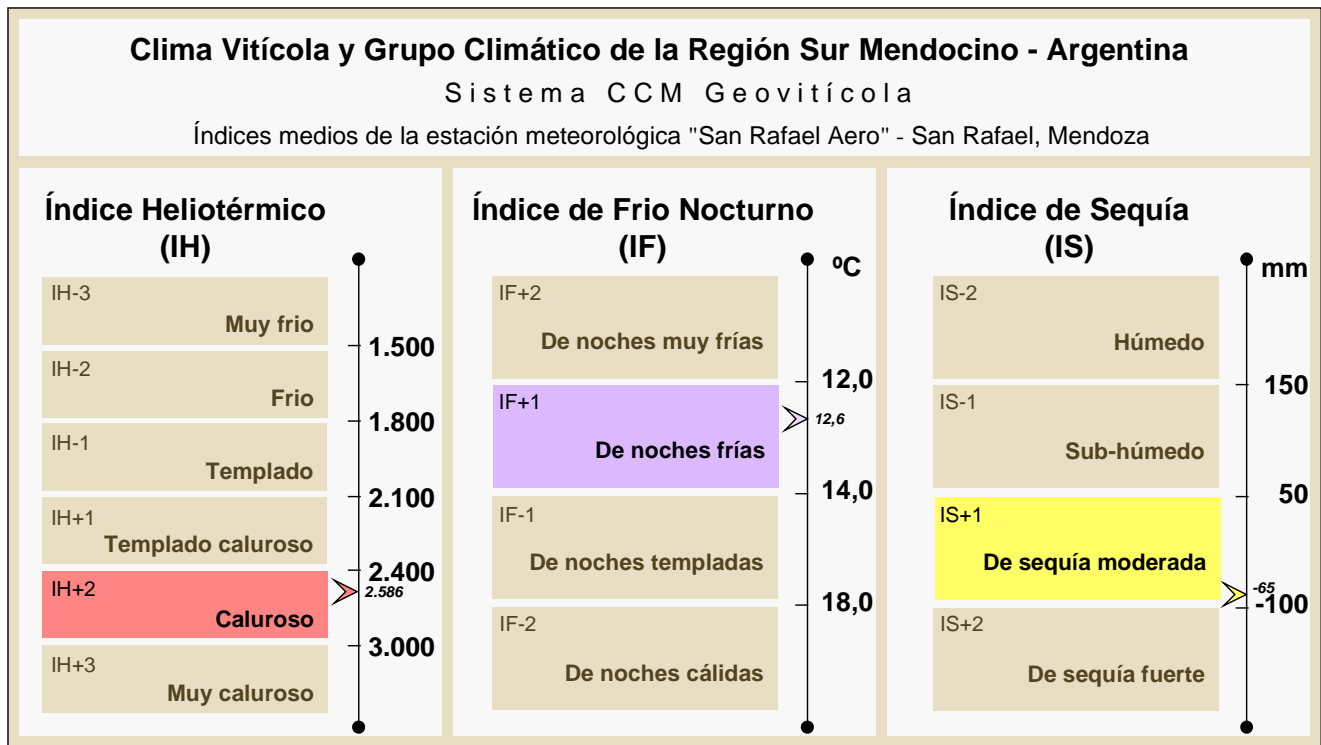 Clima Vitícola y Grupo Climático de la Región Sur Mendocino - Argentina
Sistema CCM Geovitícola
Índices medios de la estación meteorológica "San Rafael Aero" - San Rafael, Mendoza
Índice Heliotérmico
(IH)
IH-3
Muy frio
1.500
IH-2
Frio
1.800
IH-1
Templado
2.100
IH+1
Templado caluroso
2.400
IH+2
2.586
Caluroso
3.000
IH+3
Muy caluroso
Índice de Frio Nocturno
(IF)
ºC
IF+2
De noches muy frías
12,0
IF+1
12,6
De noches frías
14,0
IF-1
De noches templadas
18,0
IF-2
De noches cálidas
Índice de Sequía
(IS)
mm
IS-2
Húmedo
150
IS-1
Sub-húmedo
50
IS+1
De sequía moderada
-65
-100
IS+2
De sequía fuerte